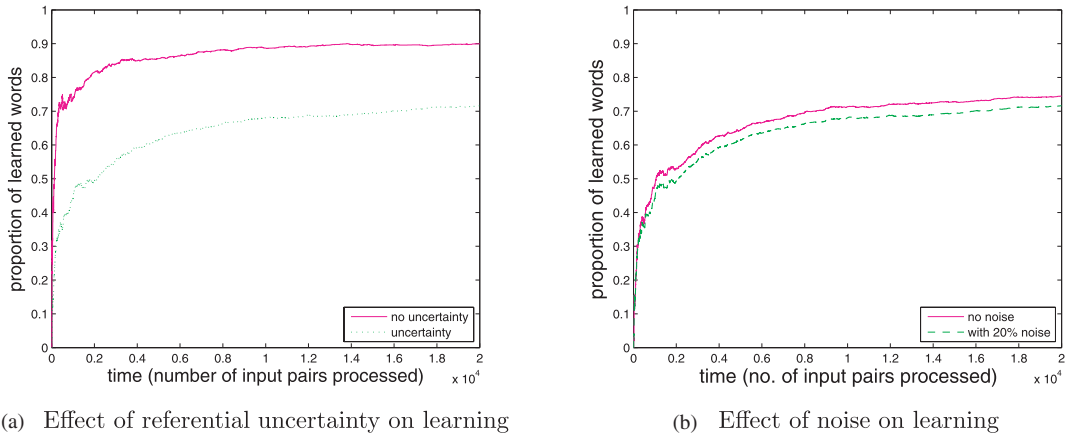 1
0.9
0.8
0.7
0.6
0.5
0.4
0.3
0.2
0.1
0
proportion of learned words
no uncertainty
uncertainty
0 0.2 0.4 0.6 0.8 1 1.2 1.4 1.6 1.8 2
time (number of input pairs processed)
x 10⁴
(a) Effect of referential uncertainty on learning
1
0.9
0.8
0.7
0.6
0.5
0.4
0.3
0.2
0.1
0
proportion of learned words
no noise
with 20% noise
0 0.2 0.4 0.6 0.8 1 1.2 1.4 1.6 1.8 2
time (no. of input pairs processed)
x 10⁴
(b) Effect of noise on learning